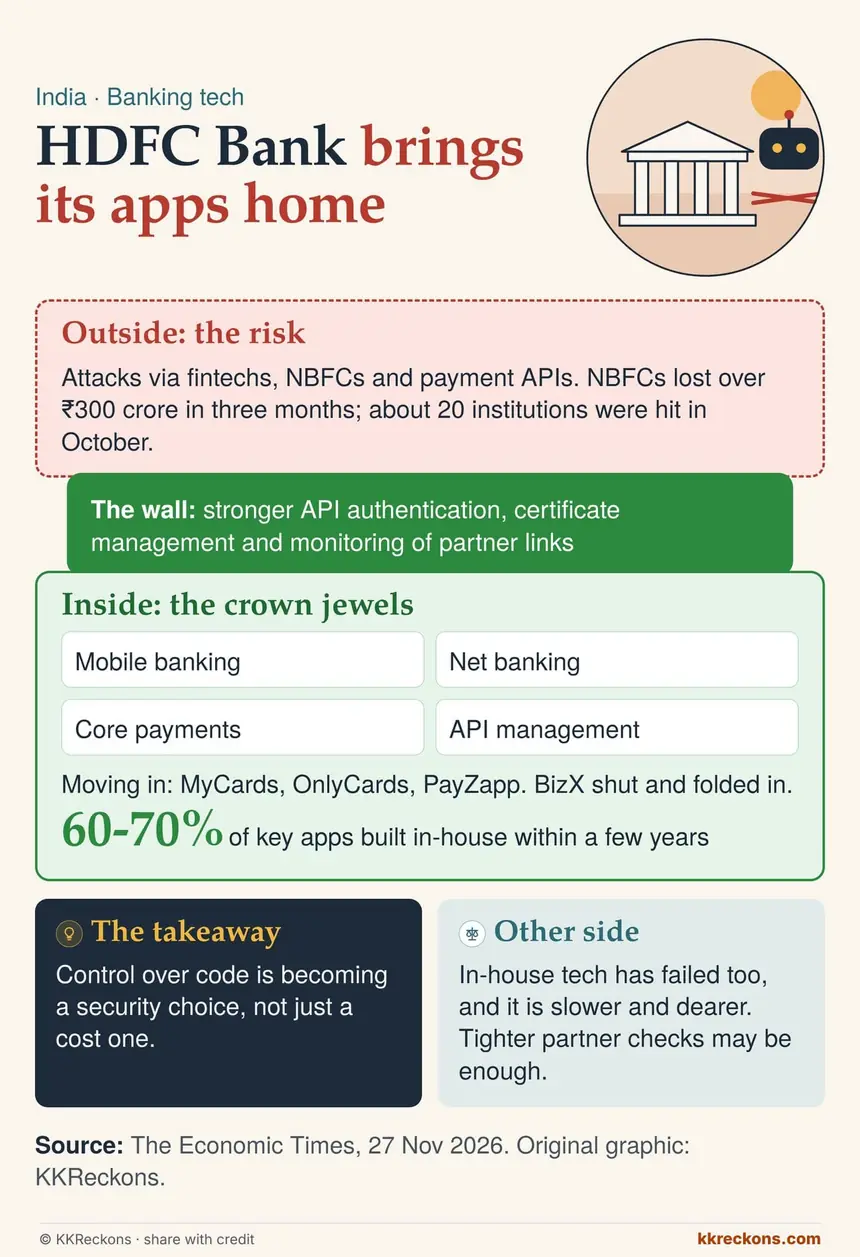 India · Banking tech
HDFC Bank brings
its apps home
Outside: the risk
Attacks via fintechs, NBFCs and payment APIs. NBFCs lost over
₹300 crore in three months; about 20 institutions were hit in
October.
The wall: stronger API authentication, certificate
management and monitoring of partner links
Inside: the crown jewels
Mobile banking
Net banking
Core payments
API management
Moving in: MyCards, OnlyCards, PayZapp. BizX shut and folded in.
60-70% of key apps built in-house within a few years
The takeaway
Control over code is becoming
a security choice, not just a
cost one.
Other side
In-house tech has failed too,
and it is slower and dearer.
Tighter partner checks may be
enough.
Source: The Economic Times, 27 Nov 2026. Original graphic:
KKReckons.
© KKReckons · share with credit
kkreckons.com